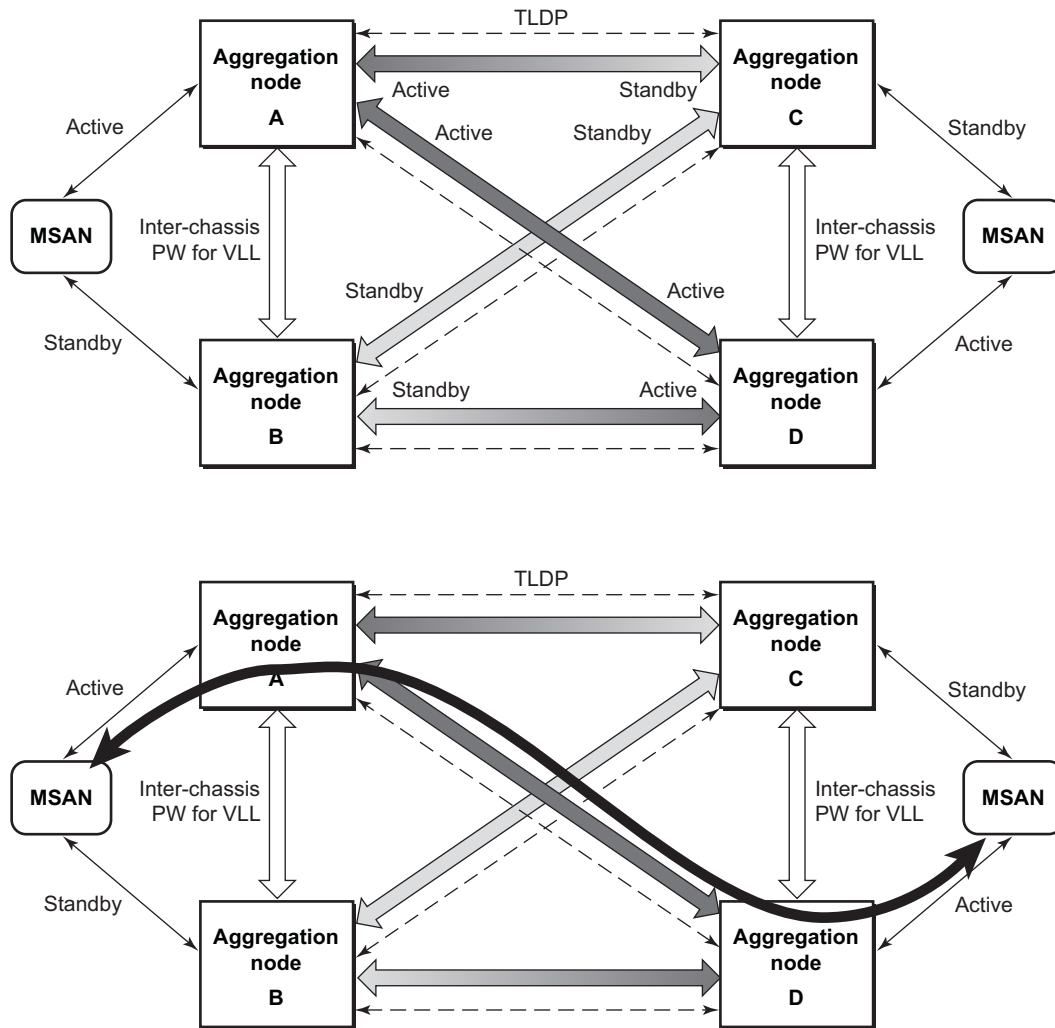 TLDP
Aggregation
node
A
Aggregation
node
C
Active
Standby
Active
Standby
Active
Standby
MSAN
Inter-chassis
PW for VLL
Inter-chassis
PW for VLL
MSAN
Standby
Active
Standby
Active
Standby
Active
Aggregation
node
B
Aggregation
node
D
TLDP
Aggregation
node
A
Aggregation
node
C
Active
Standby
MSAN
Inter-chassis
PW for VLL
Inter-chassis
PW for VLL
MSAN
Standby
Active
Aggregation
node
B
Aggregation
node
D